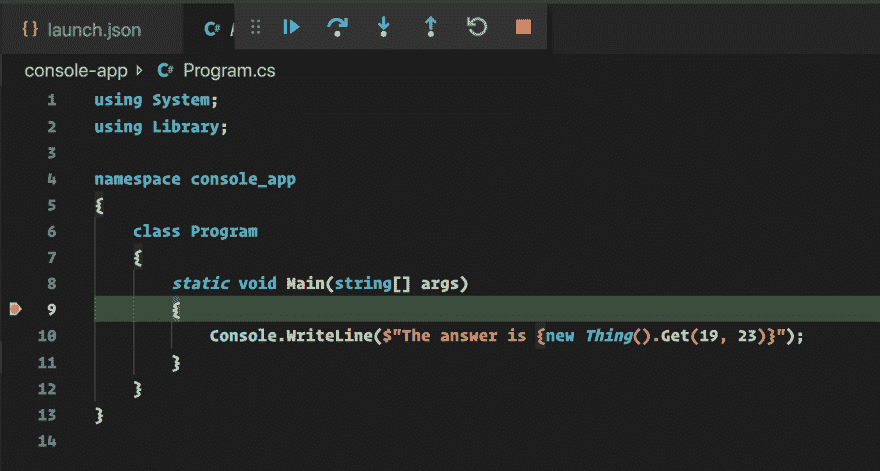 {} launch.json C#
console-app C# Program.cs
1 using System;
2 using Library;
3
4 namespace console_app
5 {
6 class Program
7 {
8 static void Main(string[] args)
9 {
10 Console.WriteLine($"The answer is {new Thing().Get(19, 23)}");
11 }
12 }
13 }
14